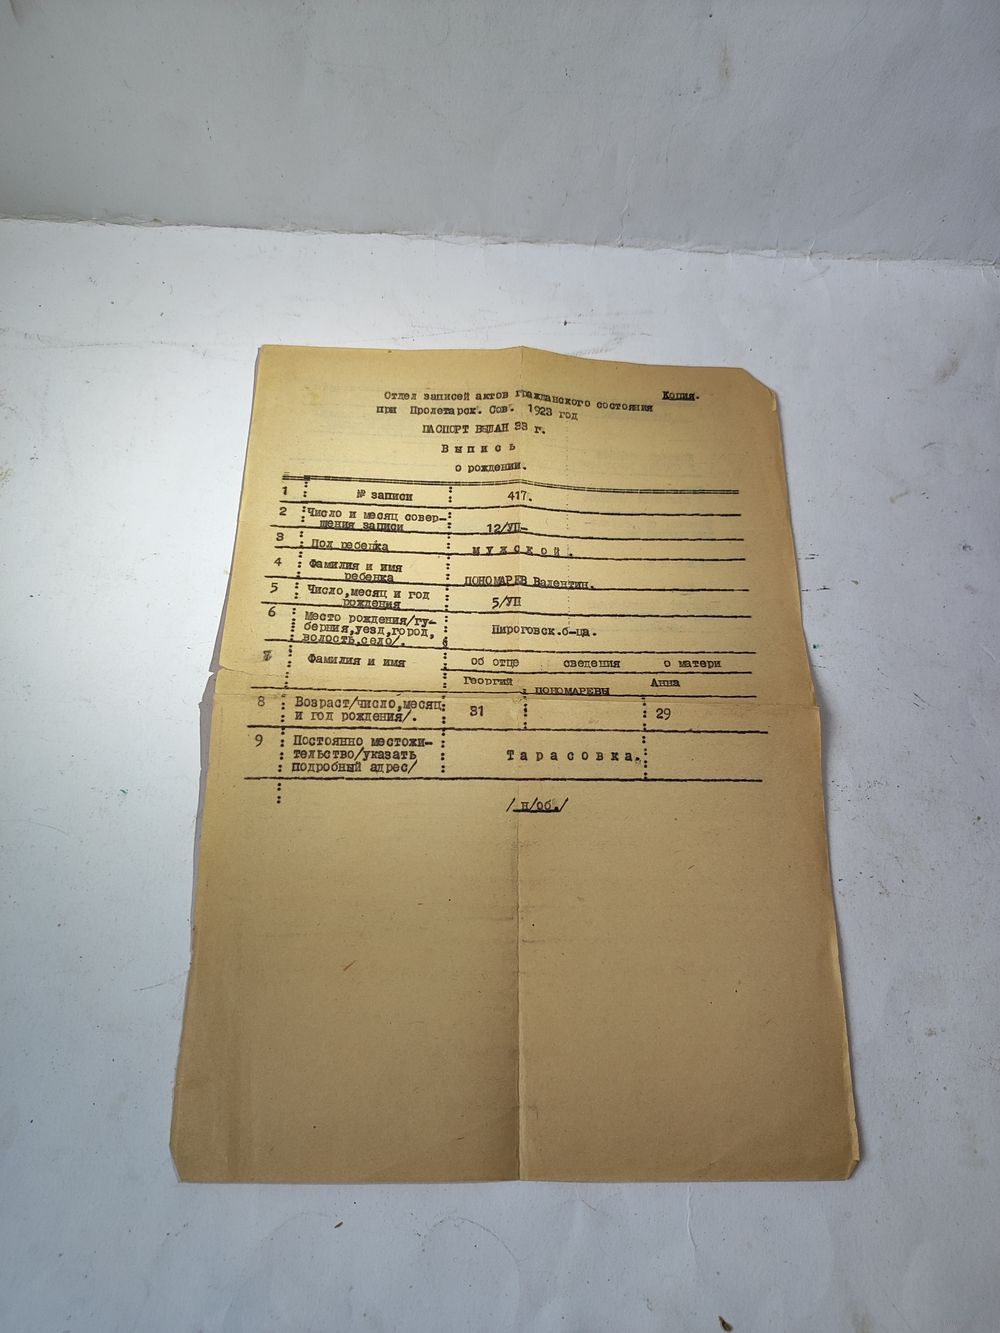 Копия.
Отдел записей актов гражданского состояния
при Пролетарск. Сов. 1923 год
ПАСПОРТ ВЫДАН 33 г.
В ы п и с ь
о рождении.
1 № записи 417.
2 Число и месяц совер-
шения записи 12/УП-
3 Пол ребенка м у ж с к о й .
4 Фамилия и имя
ребенка ПОНОМАРЕВ Валентин.
5 Число,месяц и год
рождения 5/УП
6 Место рождения/гу-
берния,уезд,город, Пироговск.б-ца.
волость,село/.
7 Фамилия и имя об отце сведения о матери
Георгий ПОНОМАРЕВЫ Анна
8 Возраст/число,месяц
и год рождения/. 31 29
9 Постоянно местожи-
тельство/указать Т а р а с о в к а.
подробный адрес/
/ н/об./